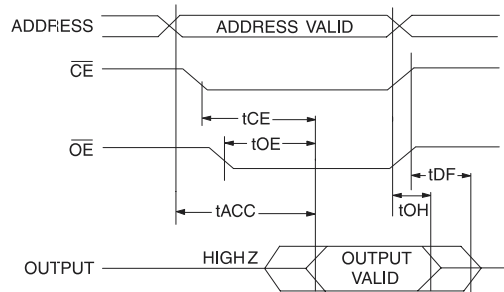 ADDRESS
ADDRESS VALID
CE
tCE
tOE
OE
tDF
tACC
tOH
HIGH Z
OUTPUT
OUTPUT
VALID